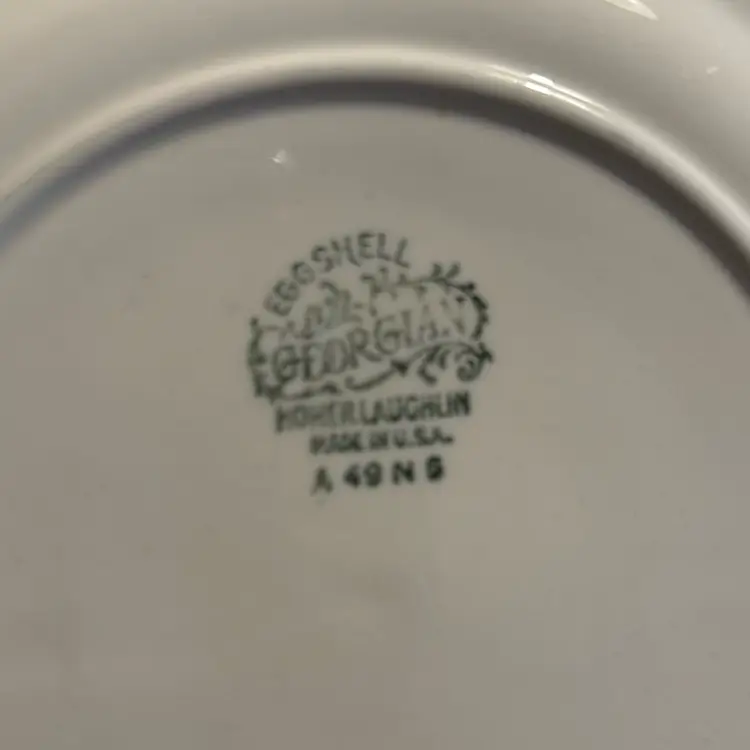 EGGSHELL
GEORGIAN
HOMER LAUGHLIN
MADE IN U.S.A.
A 49 N 5